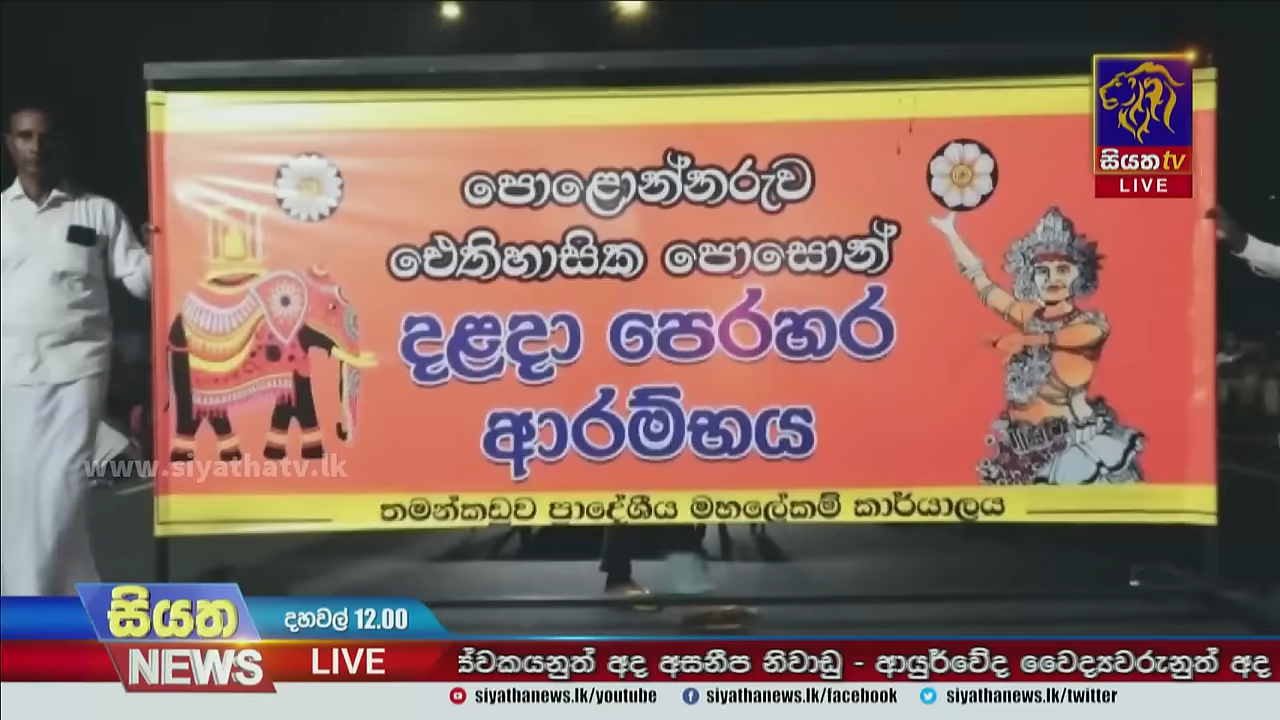 සියත tv
LIVE
පොළොන්නරුව
ඓතිහාසික පොසොන්
දළදා පෙරහර
ආරම්භය
තමන්කඩුව ප්‍රාදේශීය මහලේකම් කාර්යාලය
www.siyathatv.lk
සියත
NEWS
දහවල් 12.00
LIVE
ස්වකයනුත් අද අසනීප නිවාඩු - ආයුර්වේද වෛද්‍යවරුනුත් අද
siyathanews.lk/youtube siyathanews.lk/facebook siyathanews.lk/twitter